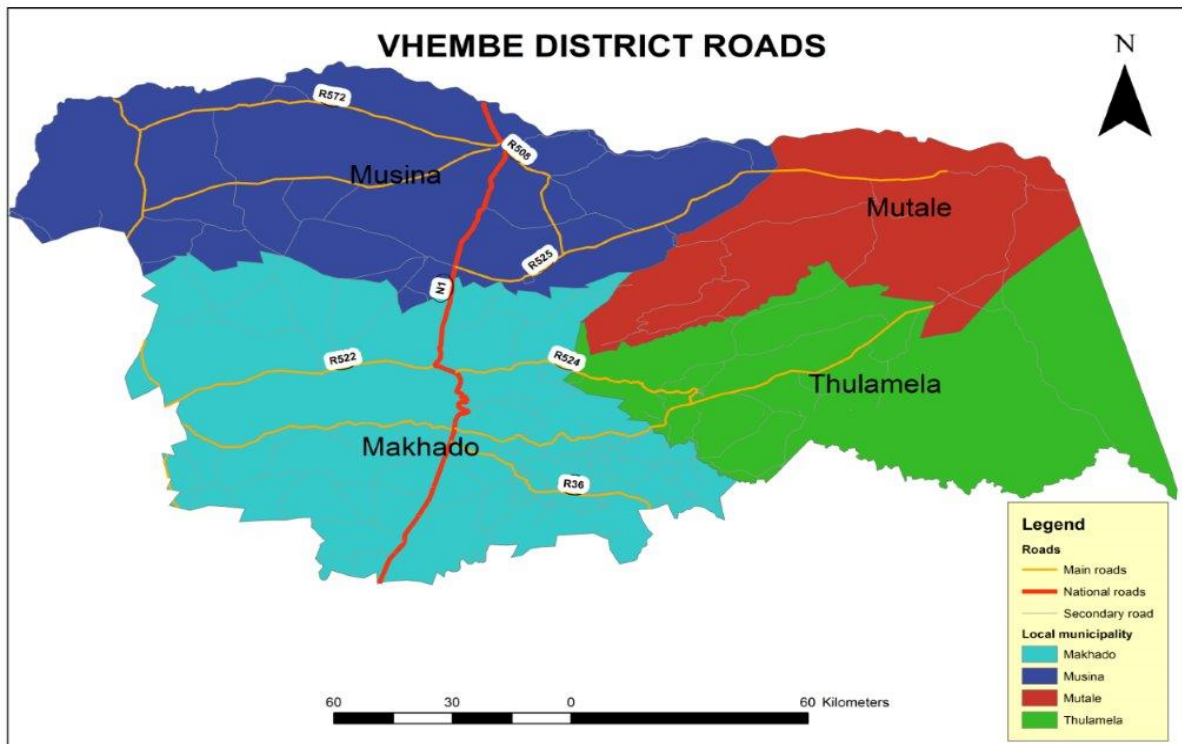 VHEMBE DISTRICT ROADS
N
R572
R508
Musina
Mutale
R525
N1
R522
R524
Thulamela
Makhado
R36
Legend
Roads
Main roads
National roads
Secondary road
Local municipality
Makhado
Musina
Mutale
Thulamela
60 30 0 60 Kilometers